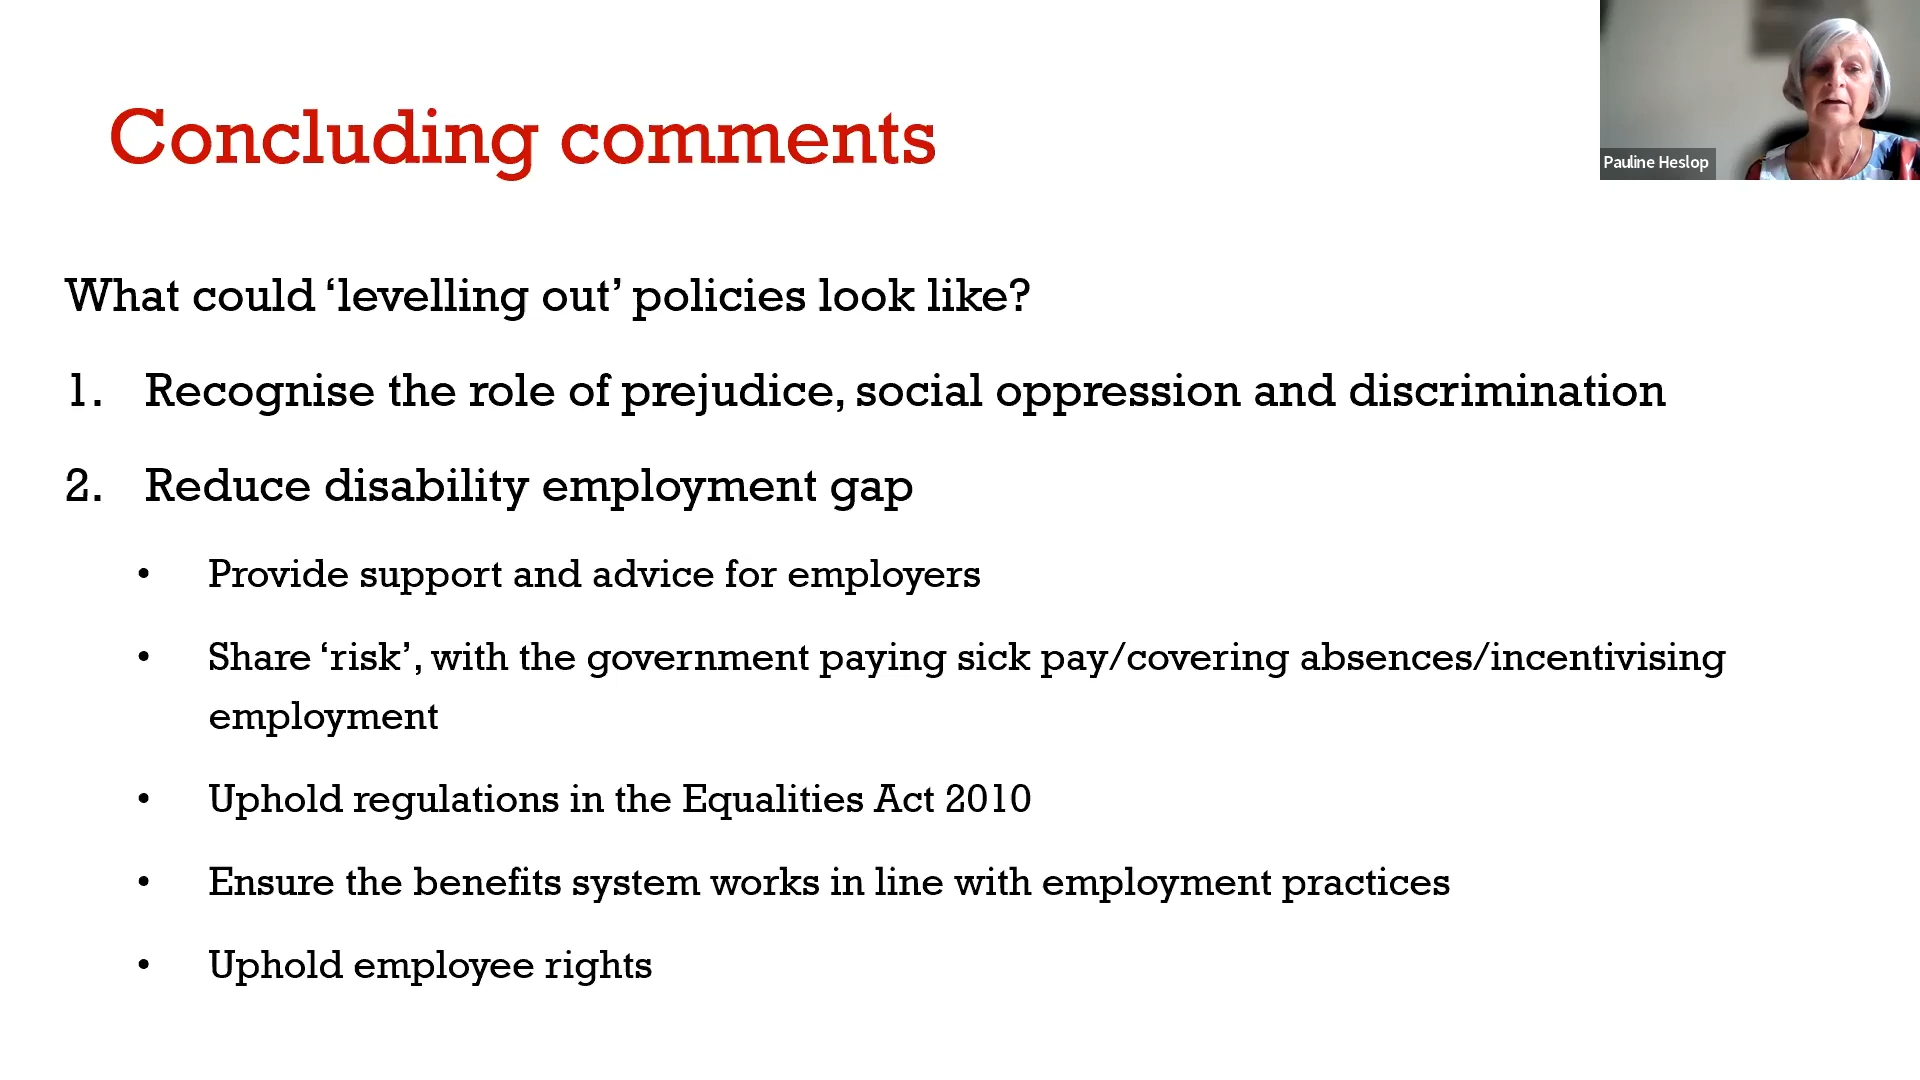 Concluding comments
Pauline Heslop
What could ‘levelling out’ policies look like?
1. Recognise the role of prejudice, social oppression and discrimination
2. Reduce disability employment gap
• Provide support and advice for employers
• Share ‘risk’, with the government paying sick pay/covering absences/incentivising
employment
• Uphold regulations in the Equalities Act 2010
• Ensure the benefits system works in line with employment practices
• Uphold employee rights